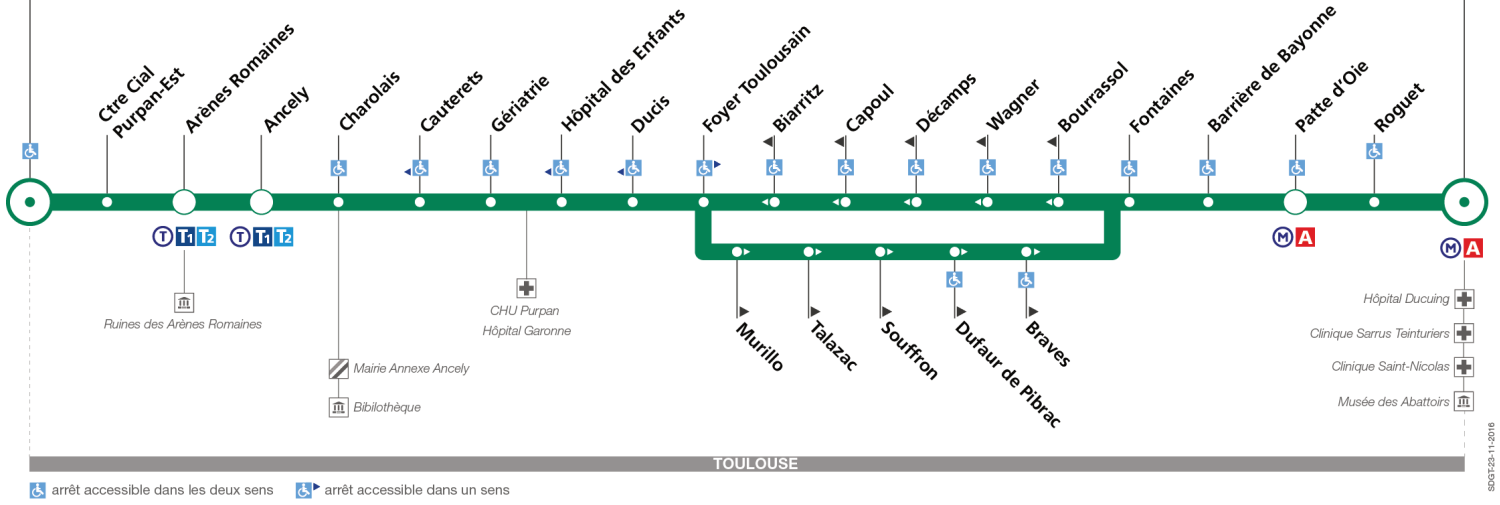 Ctre Cial
Purpan-Est
Arènes Romaines
Ancely
Charolais
Cauterets
Gériatrie
Hôpital des Enfants
Ducis
Foyer Toulousain
Biarritz
Capoul
Décamps
Wagner
Bourrassol
Fontaines
Barrière de Bayonne
Patte d'Oie
Roguet
T T1 T2
T T1 T2
M A
M A
Ruines des Arènes Romaines
CHU Purpan
Hôpital Garonne
Mairie Annexe Ancely
Bibilothèque
Murillo
Talazac
Souffron
Dufaur de Pibrac
Braves
Hôpital Ducuing
Clinique Sarrus Teinturiers
Clinique Saint-Nicolas
Musée des Abattoirs
TOULOUSE
arrêt accessible dans les deux sens
arrêt accessible dans un sens
SDGT-23-11-2016